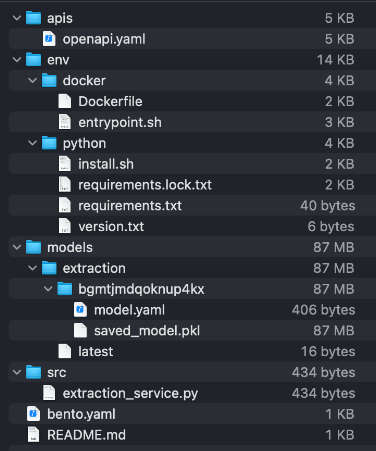 apis 5 KB
openapi.yaml 5 KB
env 14 KB
docker 4 KB
Dockerfile 2 KB
entrypoint.sh 3 KB
python 4 KB
install.sh 1 KB
requirements.lock.txt 2 KB
requirements.txt 40 bytes
version.txt 6 bytes
models 87 MB
extraction 87 MB
bgmtjmdqoknup4kx 87 MB
model.yaml 406 bytes
saved_model.pkl 87 MB
latest 16 bytes
src 434 bytes
extraction_service.py 434 bytes
bento.yaml 1 KB
README.md 1 KB